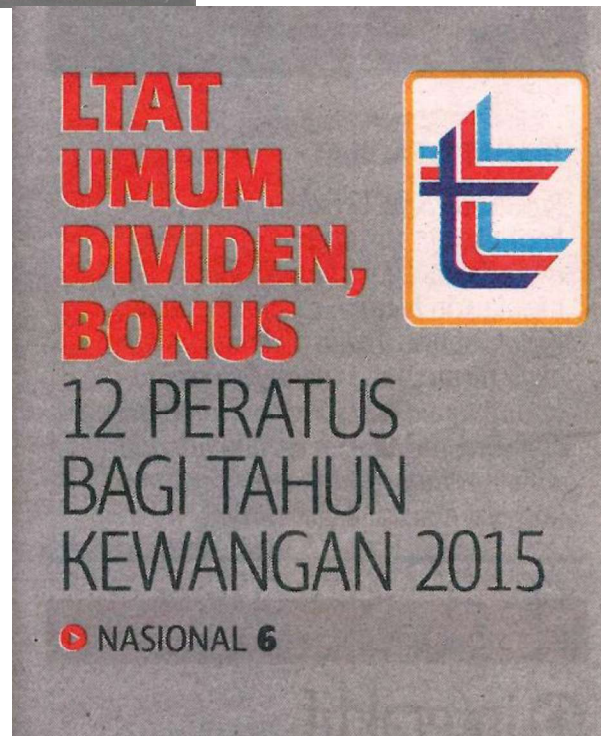 LTAT
UMUM
DIVIDEN,
BONUS
12 PERATUS
BAGI TAHUN
KEWANGAN 2015
NASIONAL 6